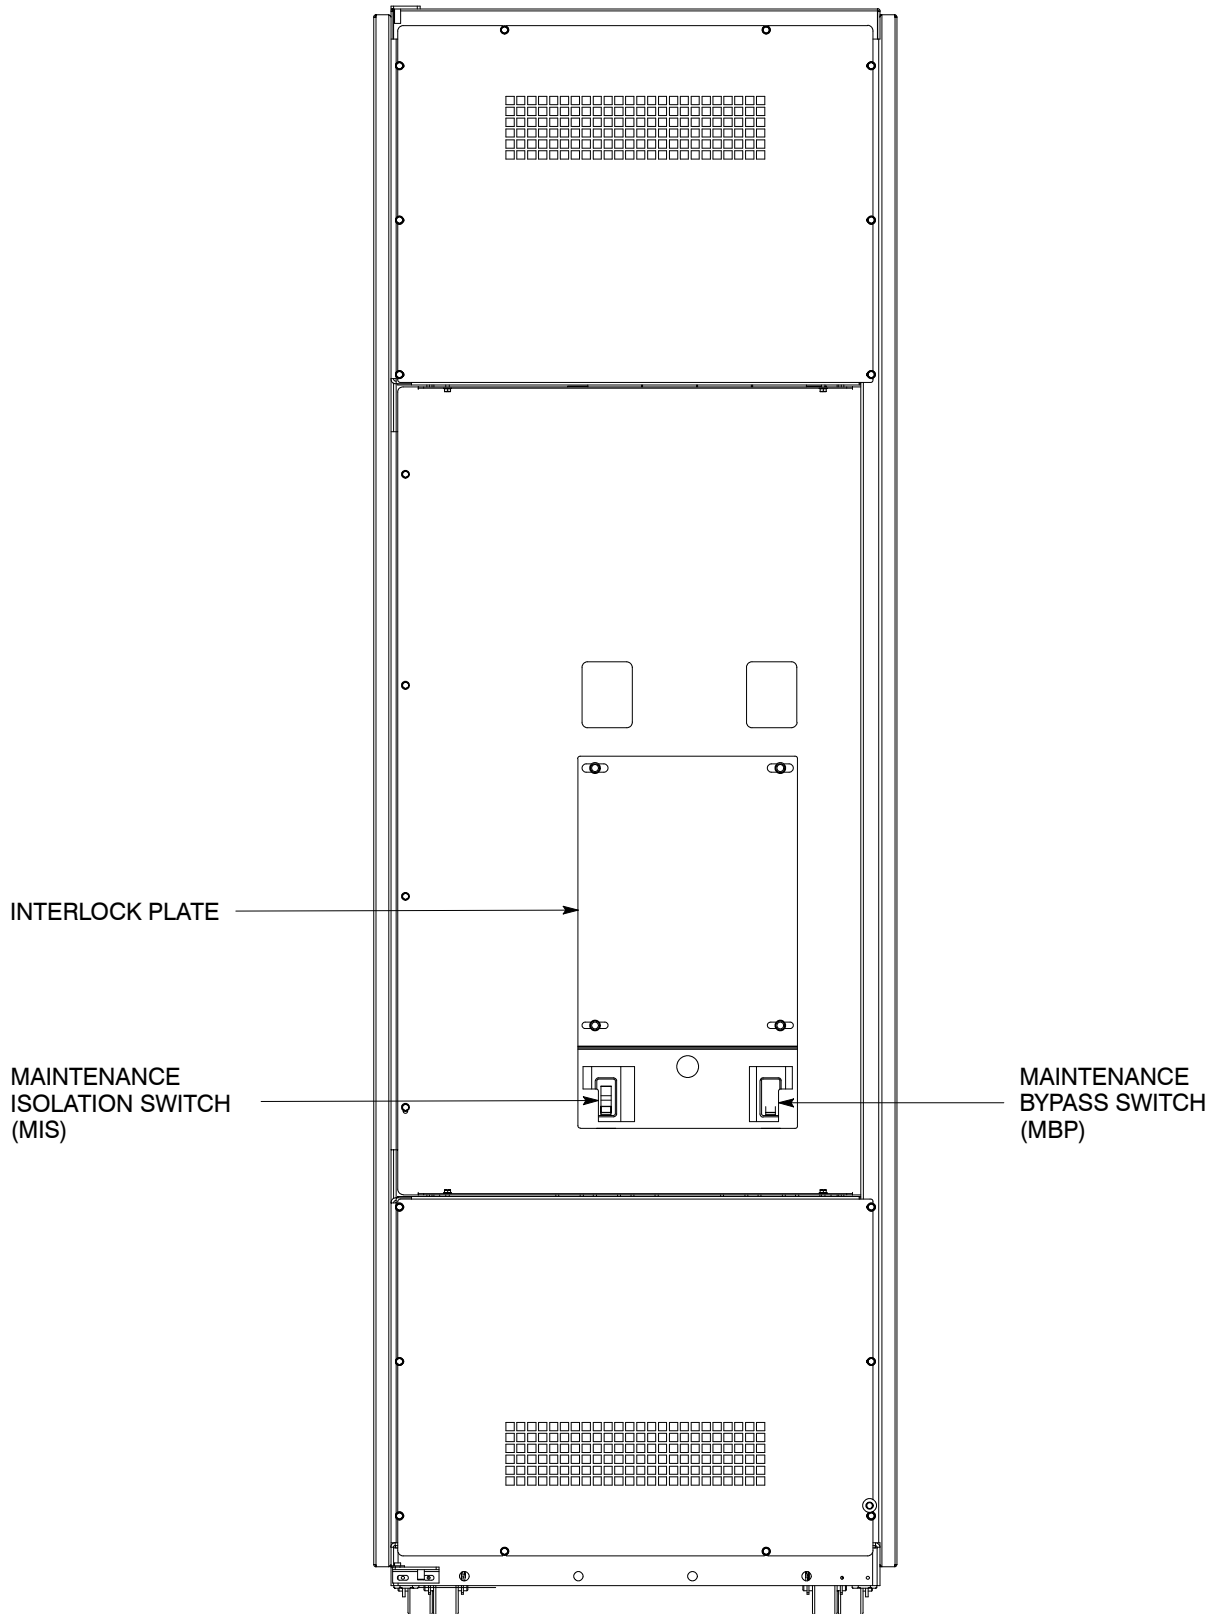 INTERLOCK PLATE
MAINTENANCE
ISOLATION SWITCH
(MIS)
MAINTENANCE
BYPASS SWITCH
(MBP)